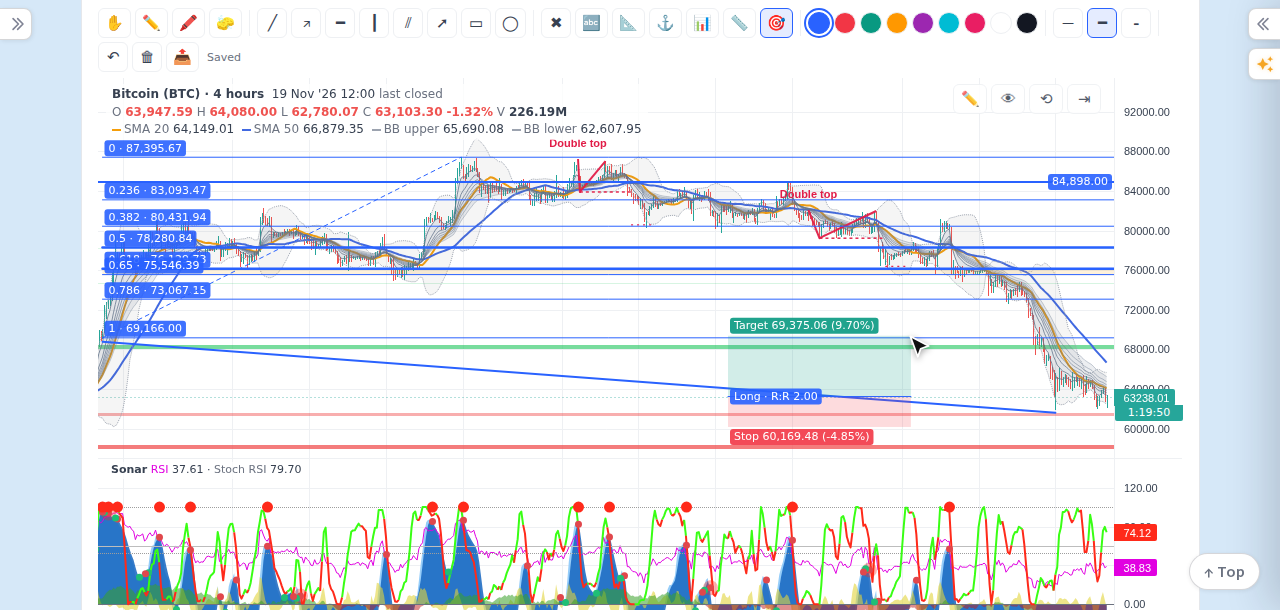 Saved
Bitcoin (BTC) · 4 hours 19 Nov '26 12:00 last closed
O 63,947.59 H 64,080.00 L 62,780.07 C 63,103.30 -1.32% V 226.19M
SMA 20 64,149.01 SMA 50 66,879.35 BB upper 65,690.08 BB lower 62,607.95
92000.00
Double top
0 · 87,395.67
88000.00
84,898.00
0.236 · 83,093.47
Double top
84000.00
0.382 · 80,431.94
80000.00
0.5 · 78,280.84
0.65 · 75,546.39
76000.00
0.786 · 73,067 15
72000.00
1 · 69,166.00
Target 69,375.06 (9.70%)
68000.00
64000.00
Long · R:R 2.00
63238.01
1:19:50
60000.00
Stop 60,169.48 (-4.85%)
Sonar RSI 37.61 · Stoch RSI 79.70
120.00
74.12
38.83
0.00
↑ Top